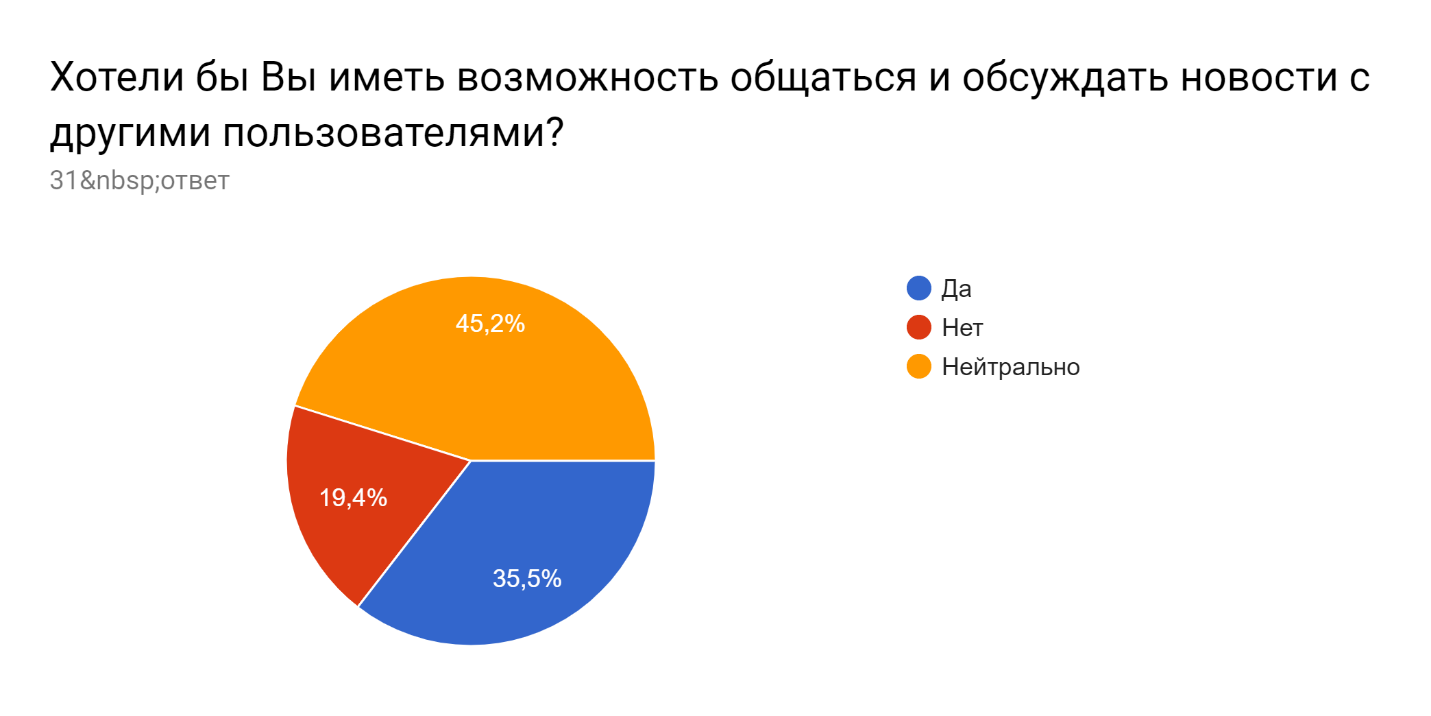 Хотели бы Вы иметь возможность общаться и обсуждать новости с
другими пользователями?
31&nbsp;ответ
Да
Нет
Нейтрально
45,2%
19,4%
35,5%